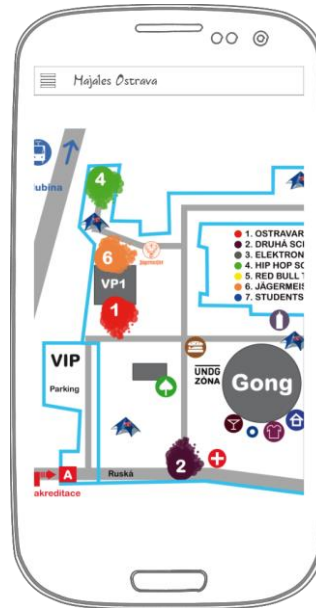 Majales Ostrava
4
lubina
1. OSTRAVAR
2. DRUHÁ SC
3. ELEKTRON
4. HIP HOP SC
5. RED BULL T
6. JÄGERMEIS
7. STUDENTS
6
VP1
1
VIP
Parking
UNDG
ZÓNA
Gong
2
A
Ruská
akreditace